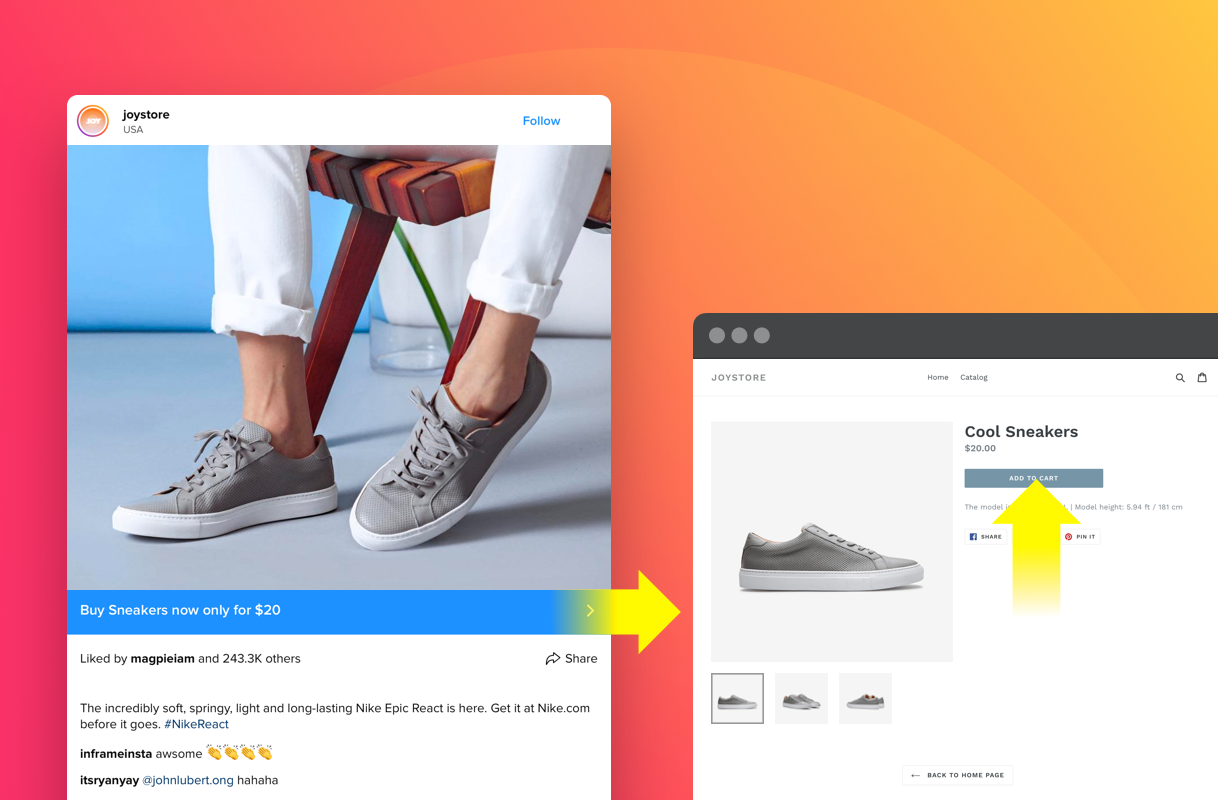 JOY
joystore
USA
Follow
Buy Sneakers now only for $20
Liked by magpieiam and 243.3K others
Share
The incredibly soft, springy, light and long-lasting Nike Epic React is here. Get it at Nike.com
before it goes. #NikeReact
inframeinsta awsome 👏👏👏👏
itsryanyay @johnlubert.ong hahaha
JOYSTORE
Home
Catalog
Cool Sneakers
$20.00
ADD TO CART
The model | Model height: 5.94 ft / 181 cm
SHARE
PIN IT
← BACK TO HOME PAGE